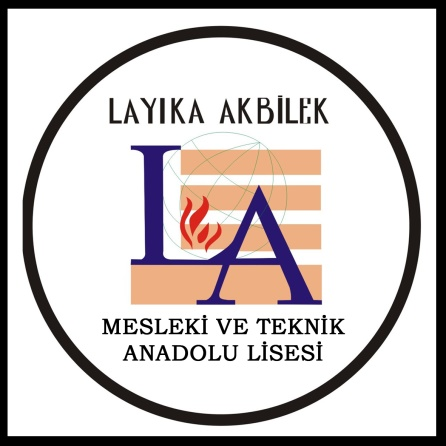 LAYIKA AKBİLEK
LA
MESLEKİ VE TEKNİK
ANADOLU LİSESİ